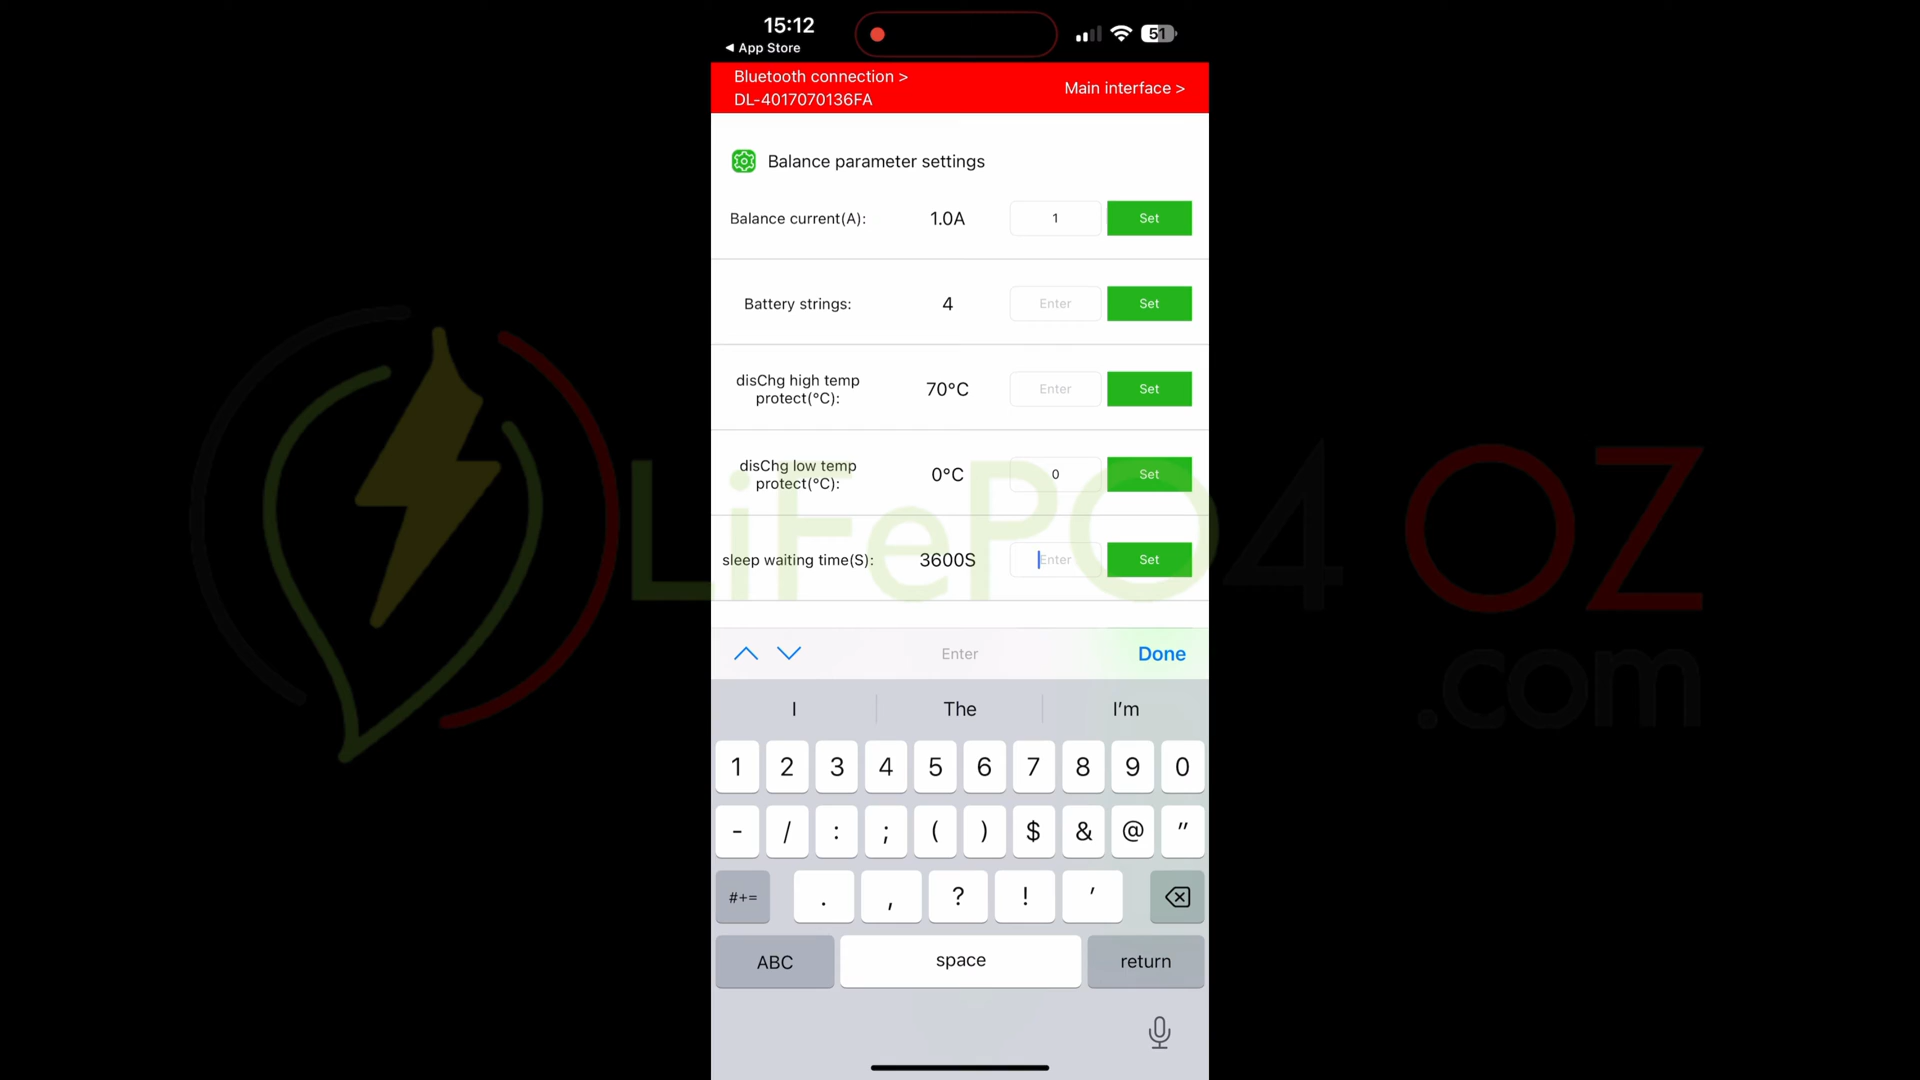 15:12
◀ App Store
51
Bluetooth connection >
DL-4017070136FA
Main interface >
Balance parameter settings
Balance current(A): 1.0A 1 Set
Battery strings: 4 Enter Set
disChg high temp
protect(°C): 70°C Enter Set
disChg low temp
protect(°C): 0°C 0 Set
sleep waiting time(S): 3600S Enter Set
LiFePO4 OZ
.com
Enter Done
I The I'm
1 2 3 4 5 6 7 8 9 0
- / : ; ( ) $ & @ "
#+= . , ? ! '
ABC space return